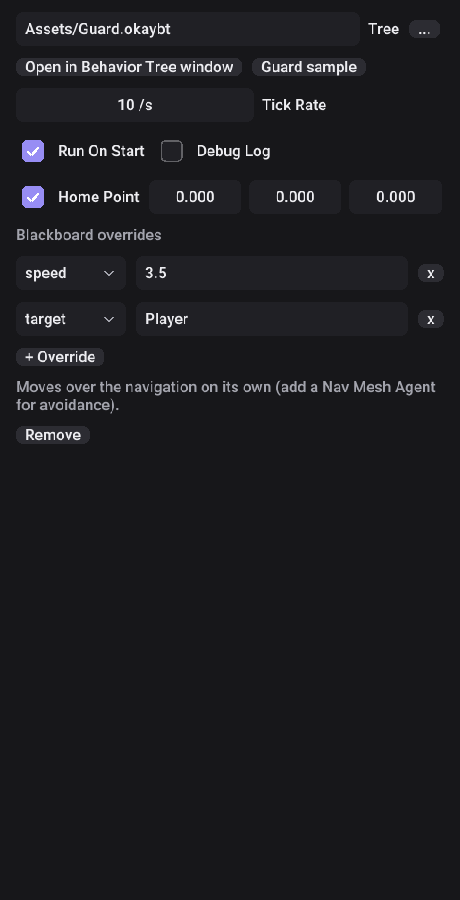 Assets/Guard.okaybt Tree ...
Open in Behavior Tree window Guard sample
10 /s Tick Rate
Run On Start Debug Log
Home Point 0.000 0.000 0.000
Blackboard overrides
speed 3.5 x
target Player x
+ Override
Moves over the navigation on its own (add a Nav Mesh Agent
for avoidance).
Remove